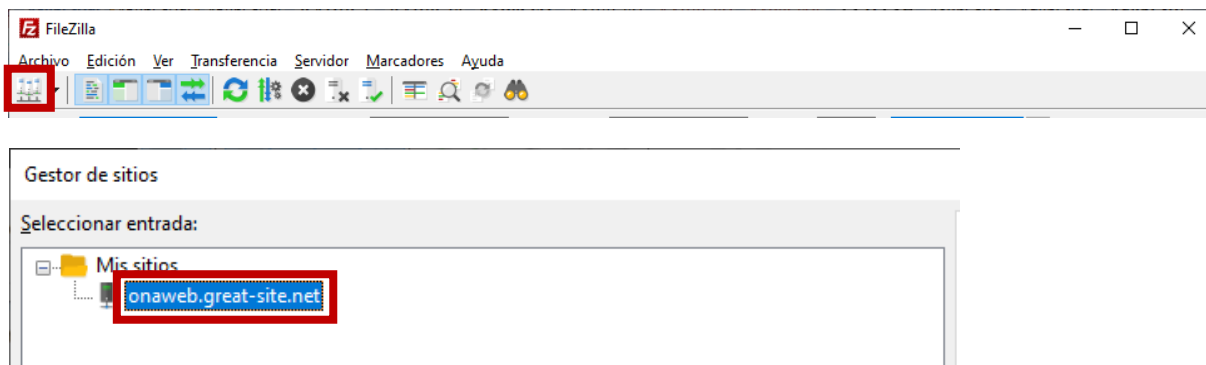 FileZilla
Archivo Edición Ver Transferencia Servidor Marcadores Ayuda
Gestor de sitios
Seleccionar entrada:
Mis sitios
onaweb.great-site.net